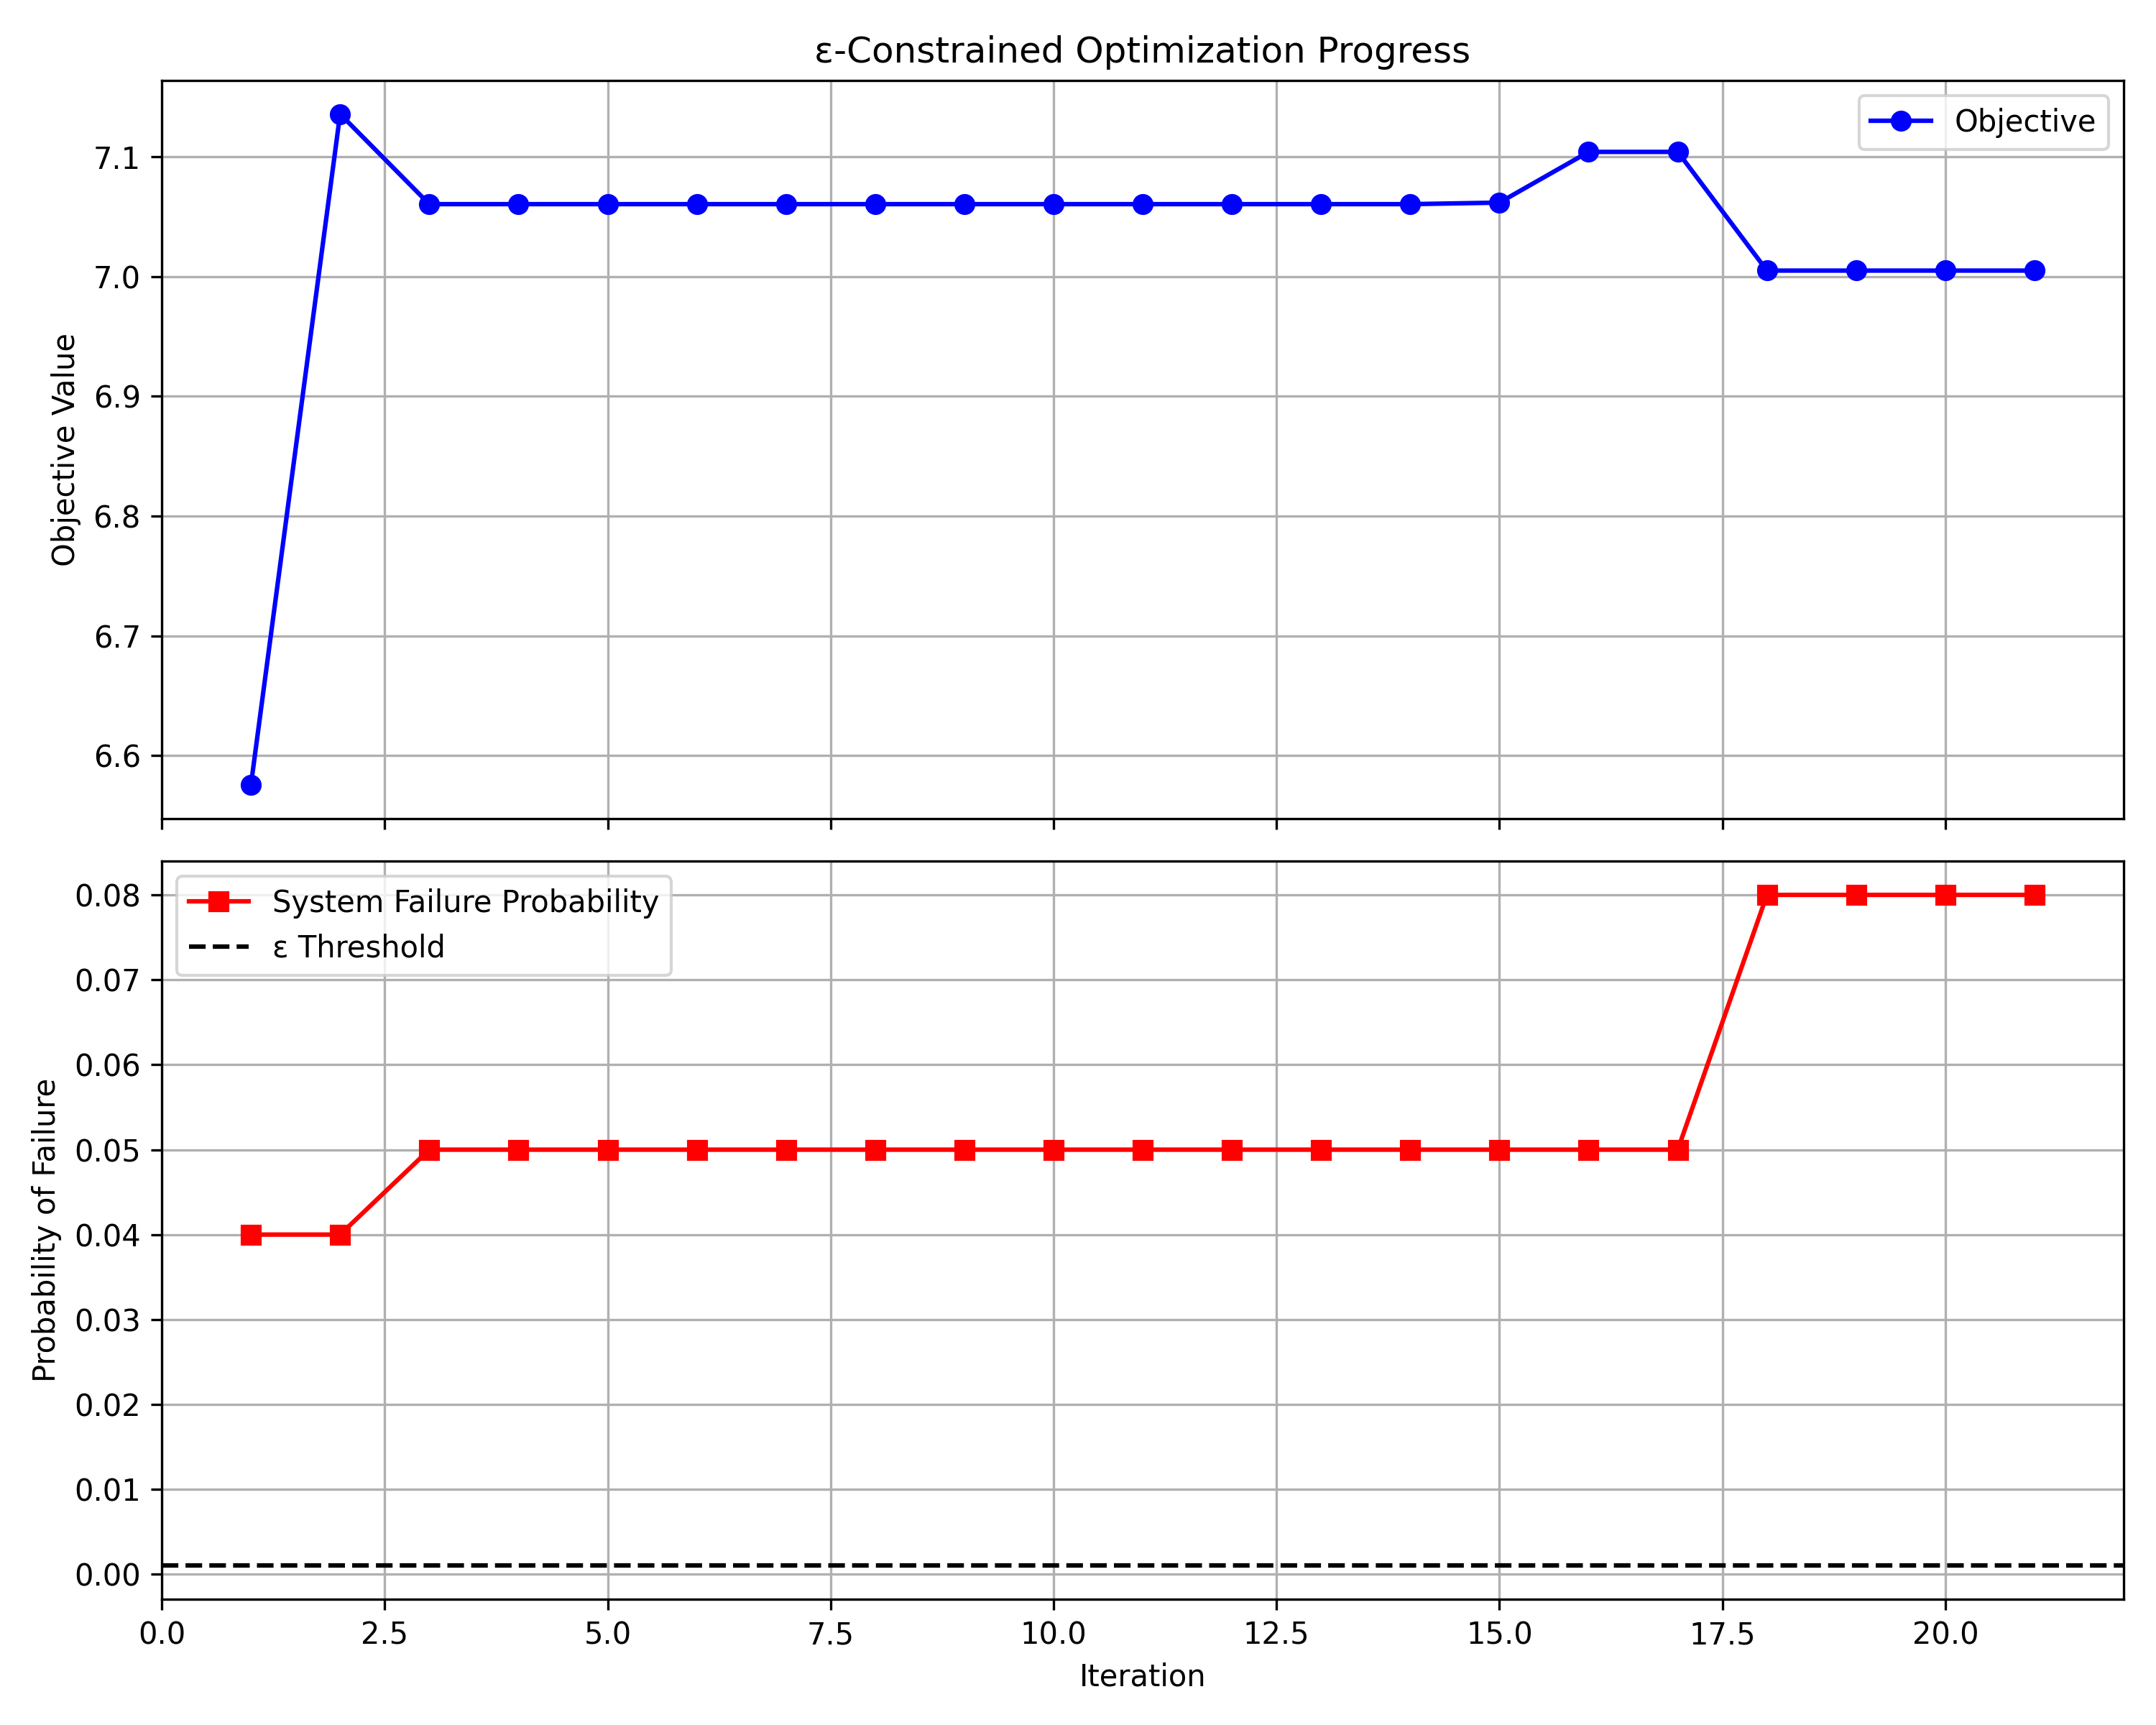 ε-Constrained Optimization Progress
Objective
7.1
7.0
6.9
6.8
6.7
6.6
Objective Value
System Failure Probability
ε Threshold
0.08
0.07
0.06
0.05
0.04
0.03
0.02
0.01
0.00
Probability of Failure
0.0 2.5 5.0 7.5 10.0 12.5 15.0 17.5 20.0
Iteration